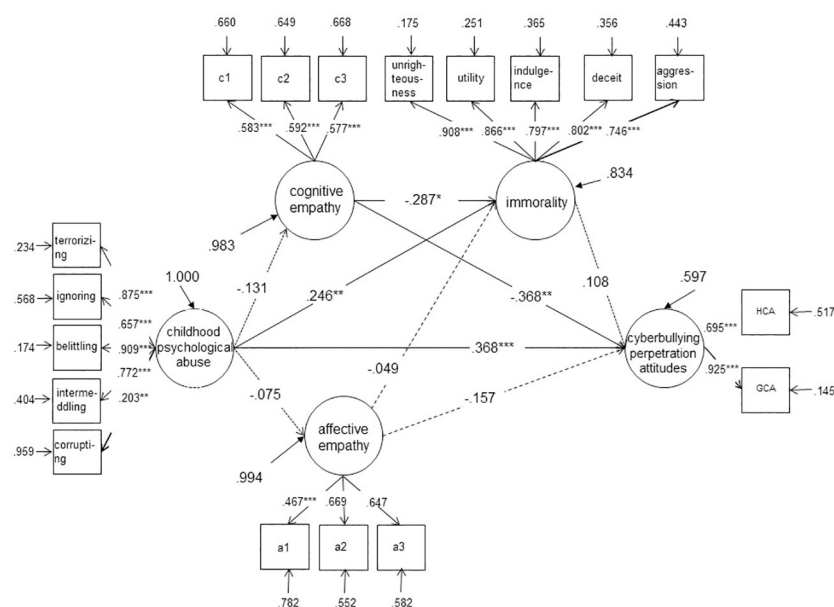 .660
.649
.668
.175
.251
.365
.356
.443
c1
c2
c3
unrigh-
teous-
ness
utility
indulge-
nce
deceit
aggres-
sion
.583***
.592***
.577***
.908***
.866***
.797***
.802***
.746***
cognitive
empathy
-.287*
immorality
.834
.983
.234
terrorizi-
ng
1.000
-.131
.246**
-.368**
.108
.597
.568
ignoring
.875***
.657***
.174
belittling
.909***
childhood
psychological
abuse
.368***
cyberbullying
perpetration
attitudes
.695***
HCA
.517
.772***
.404
interme-
ddling
.203**
-.075
-.049
-.157
.925***
GCA
.145
.959
corrupti-
ng
affective
empathy
.994
.467***
.669
.647
a1
a2
a3
.782
.552
.582